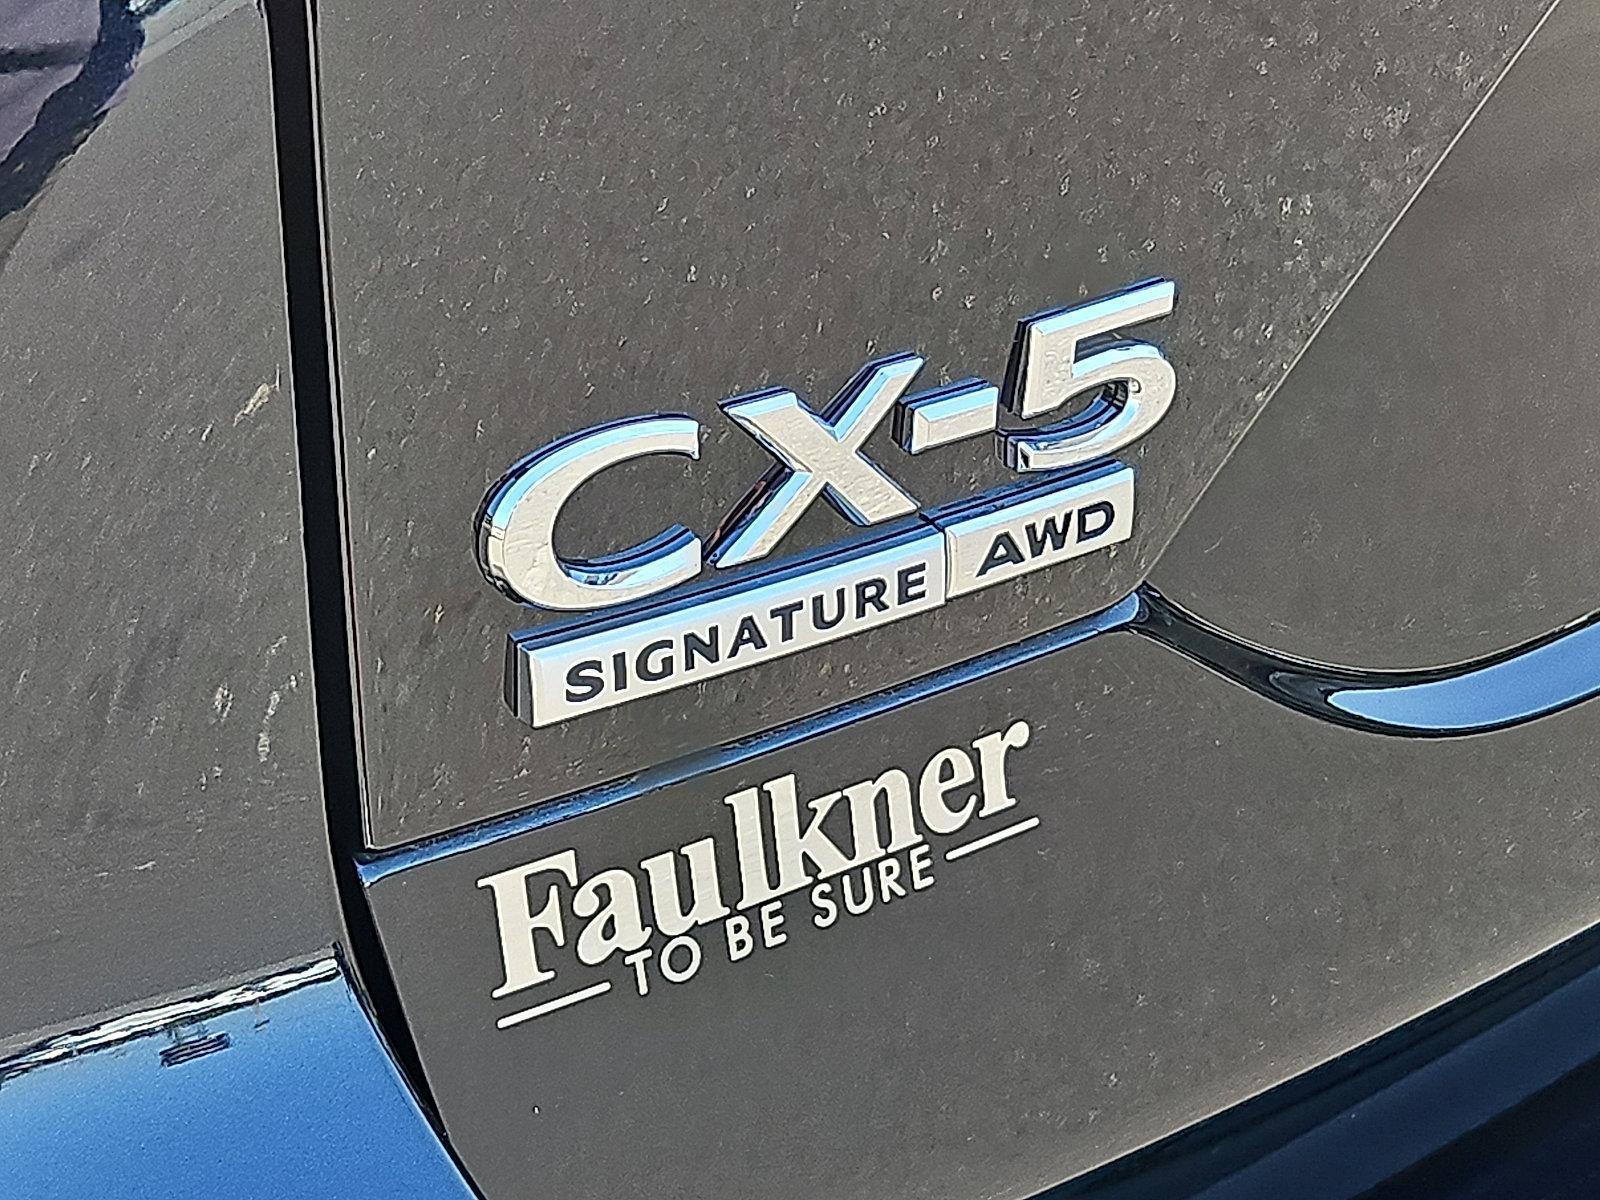 CX-5
SIGNATURE AWD
Faulkner
TO BE SURE